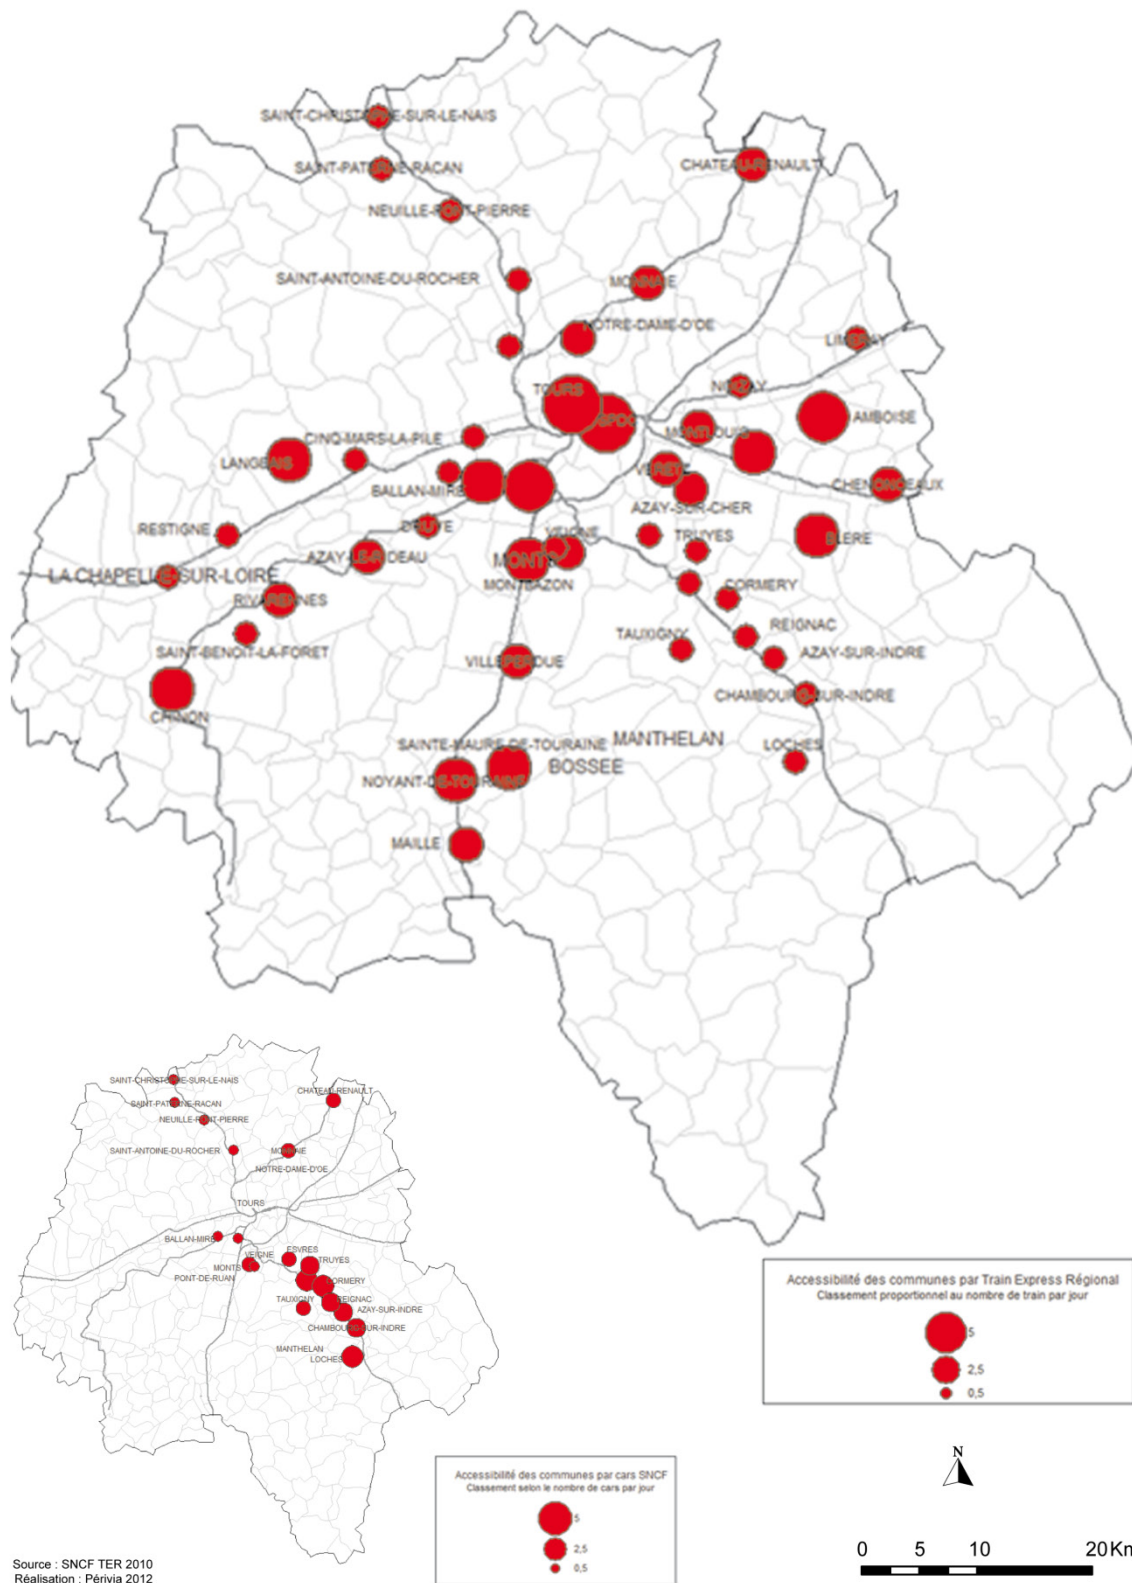 SAINT-CHRISTOPHE-SUR-LE-NAIS
SAINT-PATERNE-RACAN
CHATEAU-RENAULT
NEUILLE-PONT-PIERRE
SAINT-ANTOINE-DU-ROCHER
MONNAIE
NOTRE-DAME-D'OE
LIMERAY
TOURS
NOIZAY
SPDC
AMBOISE
MONTLOUIS
CINQ-MARS-LA-PILE
LANGEAIS
VERETZ
CHENONCEAUX
BALLAN-MIRE
AZAY-SUR-CHER
RESTIGNE
DRUYE
VEIGNE
TRUYES
BLERE
AZAY-LE-RIDEAU
MONTS
LA CHAPELLE-SUR-LOIRE
MONTBAZON
CORMERY
RIVARENNES
REIGNAC
TAUXIGNY
SAINT-BENOIT-LA-FORET
AZAY-SUR-INDRE
VILLEPERDUE
CHAMBOURG-SUR-INDRE
CHINON
MANTHELAN
SAINTE-MAURE-DE-TOURAINE
LOCHES
BOSSEE
NOYANT-DE-TOURAINE
MAILLE
SAINT-CHRISTOPHE-SUR-LE-NAIS
CHATEAU-RENAULT
SAINT-PATERNE-RACAN
NEUILLE-PONT-PIERRE
SAINT-ANTOINE-DU-ROCHER
MONNAIE
NOTRE-DAME-D'OE
TOURS
BALLAN-MIRE
VEIGNE
ESVRES
TRUYES
MONTS
PONT-DE-RUAN
CORMERY
TAUXIGNY
REIGNAC
AZAY-SUR-INDRE
CHAMBOURG-SUR-INDRE
MANTHELAN
LOCHES
Accessibilité des communes par Train Express Régional
Classement proportionnel au nombre de train par jour
5
2,5
0,5
Accessibilité des communes par cars SNCF
Classement selon le nombre de cars par jour
5
2,5
0,5
N
0 5 10 20 Km
Source : SNCF TER 2010
Réalisation : Périvia 2012